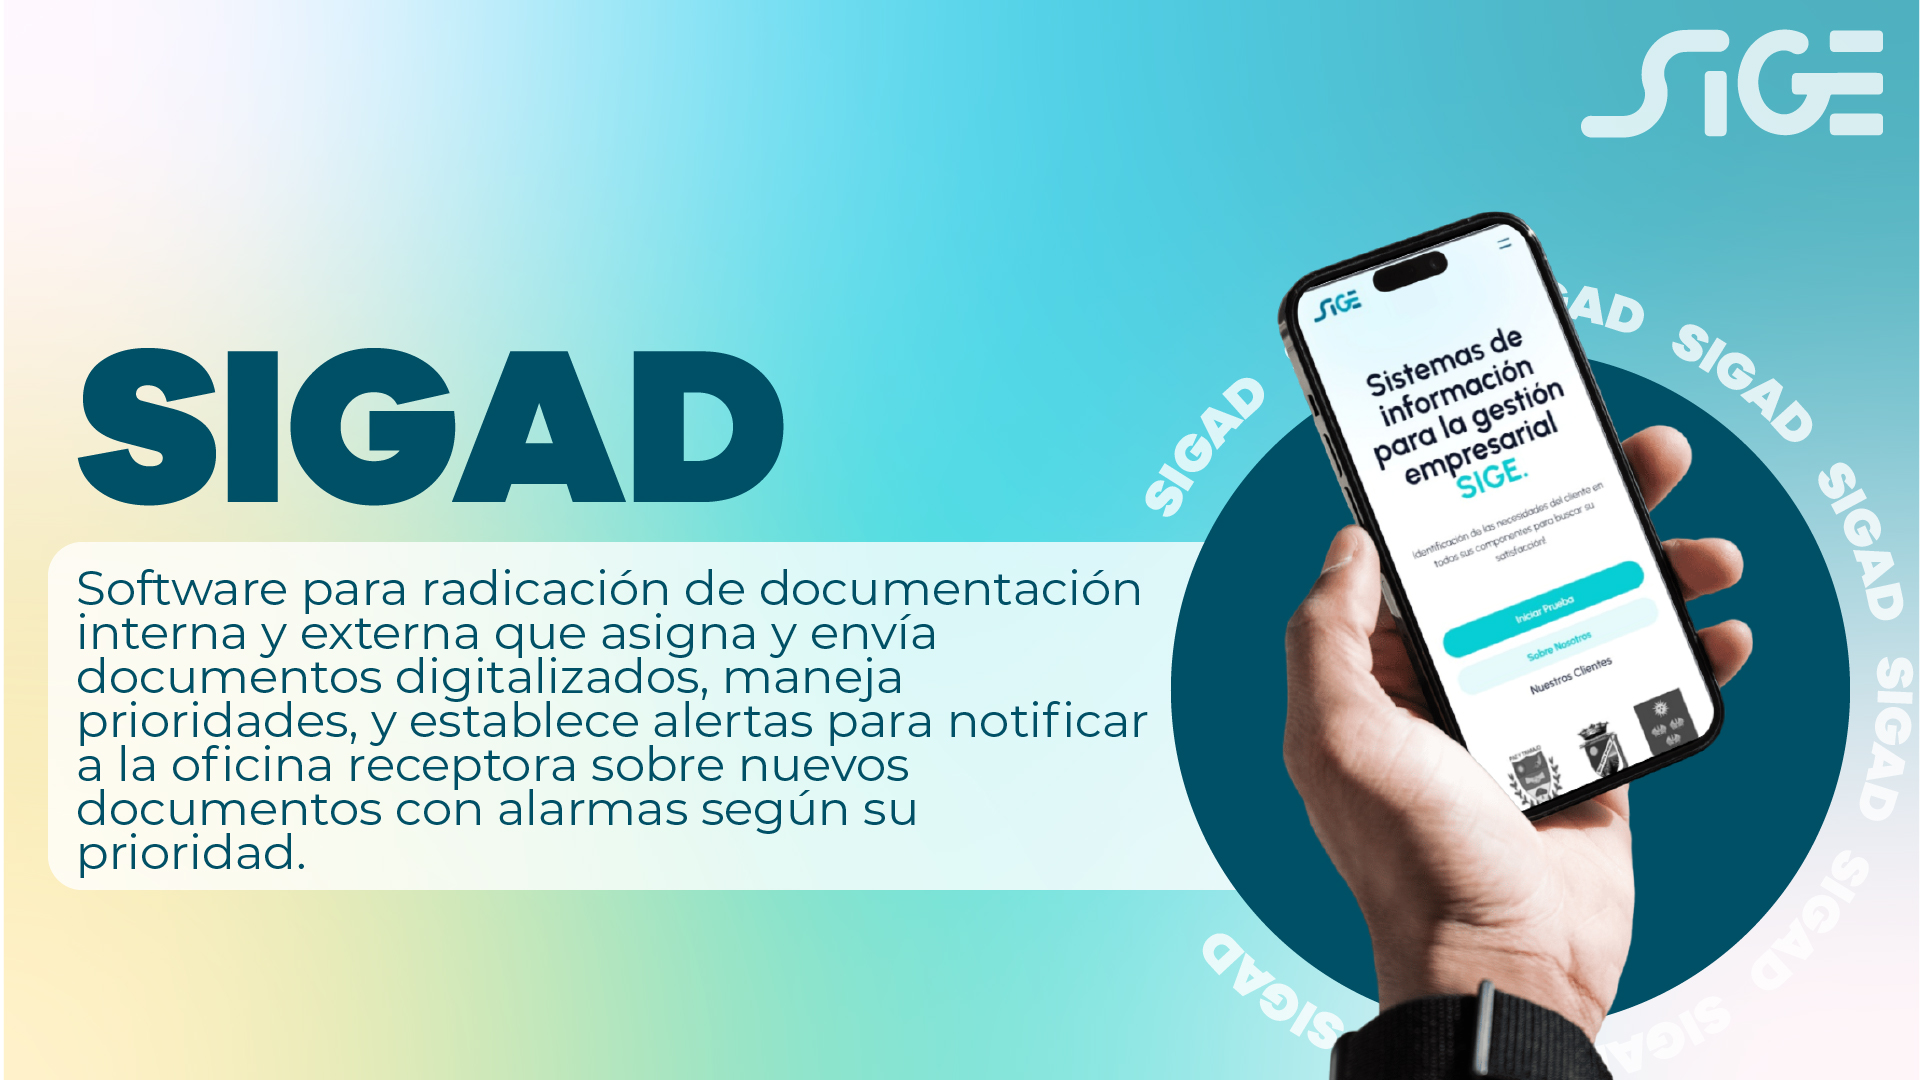 SIGE
SIGAD
Software para radicación de documentación
interna y externa que asigna y envía
documentos digitalizados, maneja
prioridades, y establece alertas para notificar
a la oficina receptora sobre nuevos
documentos con alarmas según su
prioridad.
SIGE
Sistemas de
información
para la gestión
empresarial
SIGE.
Identificación de las necesidades del cliente en
todos sus componentes para buscar su
satisfacción!
Iniciar Prueba
Sobre Nosotros
Nuestros Clientes
SIGAD
GAD
SIGAD
SIGAD
SIGAD
SIGAD
SIGAD
SIGAD